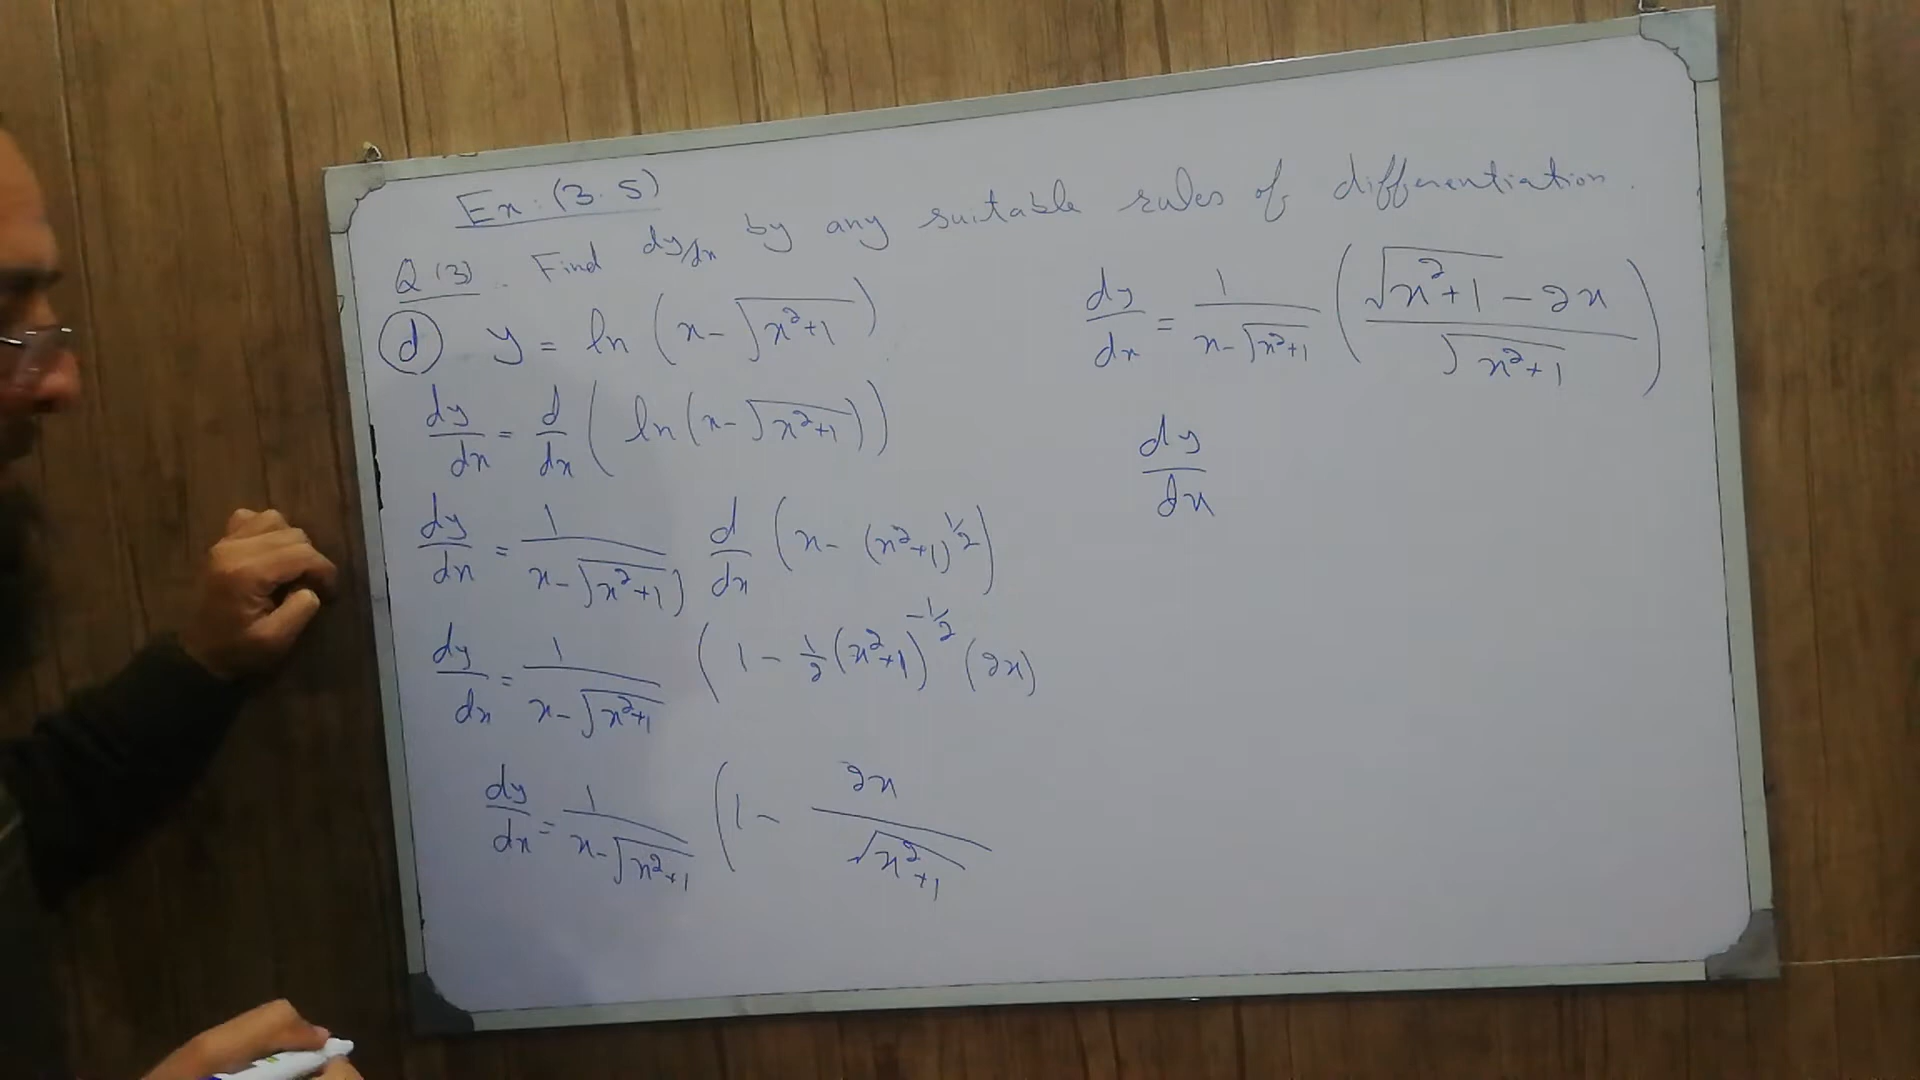 Ex: (3.5)
Q(3). Find dy/dx by any suitable rules of differentiation.
(d) y = ln (x - √(x²+1))
dy/dx = d/dx ( ln (x - √(x²+1)))
dy/dx = 1/(x - √(x²+1)) d/dx (x - (x²+1)^1/2)
dy/dx = 1/(x - √(x²+1)) (1 - 1/2 (x²+1)^-1/2 (2x)
dy/dx = 1/(x - √(x²+1)) (1 - 2x/√(x²+1)
dy/dx = 1/(x - √(x²+1)) ((√(x²+1) - 2x)/√(x²+1))
dy/dx